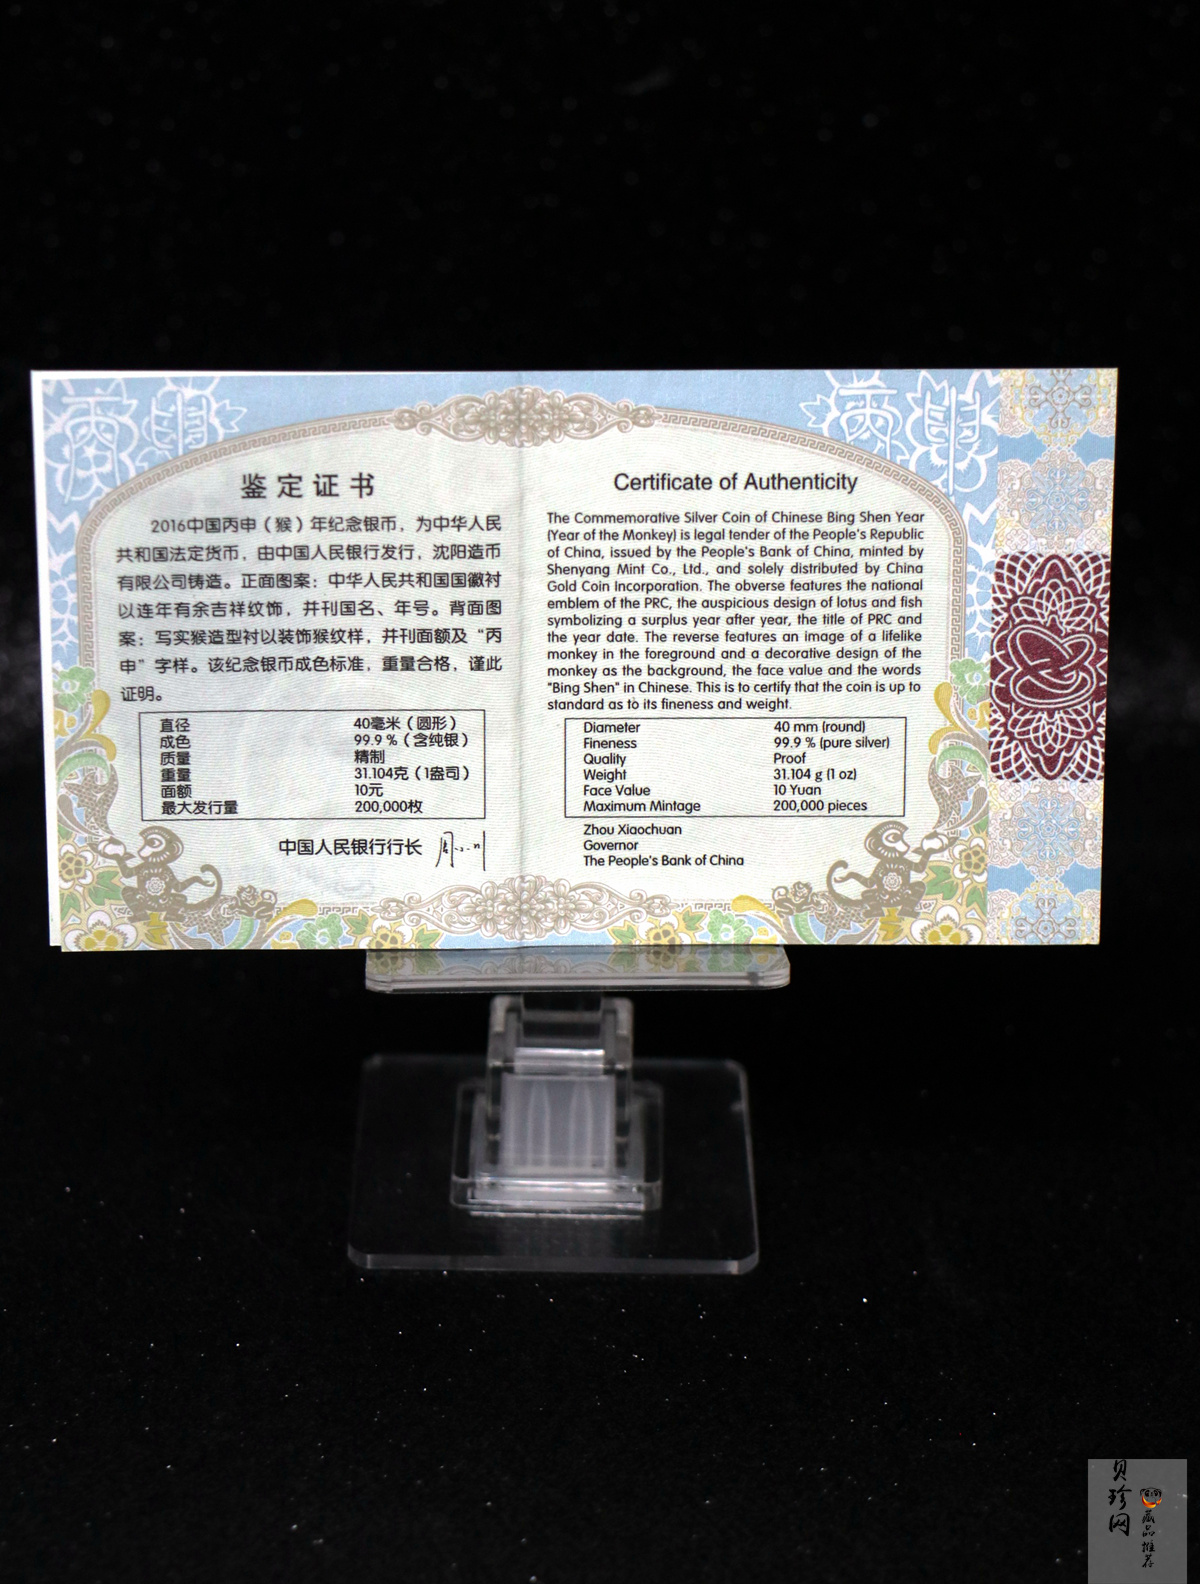 鉴定证书
2016中国丙申（猴）年纪念银币，为中华人民
共和国法定货币，由中国人民银行发行，沈阳造币
有限公司铸造。正面图案：中华人民共和国国徽衬
以连年有余吉祥纹饰，并刊国名、年号。背面图
案：写实猴造型衬以装饰猴纹样，并刊面额及“丙
申”字样。该纪念银币成色标准，重量合格，谨此
证明。
直径 40毫米（圆形）
成色 99.9％（含纯银）
质量 精制
重量 31.104克（1盎司）
面额 10元
最大发行量 200,000枚
中国人民银行行长
Certificate of Authenticity
The Commemorative Silver Coin of Chinese Bing Shen Year
(Year of the Monkey) is legal tender of the People's Republic
of China, issued by the People's Bank of China, minted by
Shenyang Mint Co., Ltd., and solely distributed by China
Gold Coin Incorporation. The obverse features the national
emblem of the PRC, the auspicious design of lotus and fish
symbolizing a surplus year after year, the title of PRC and
the year date. The reverse features an image of a lifelike
monkey in the foreground and a decorative design of the
monkey as the background, the face value and the words
"Bing Shen" in Chinese. This is to certify that the coin is up to
standard as to its fineness and weight.
Diameter 40 mm (round)
Fineness 99.9 % (pure silver)
Quality Proof
Weight 31.104 g (1 oz)
Face Value 10 Yuan
Maximum Mintage 200,000 pieces
Zhou Xiaochuan
Governor
The People's Bank of China
贝珍网
藏品推荐